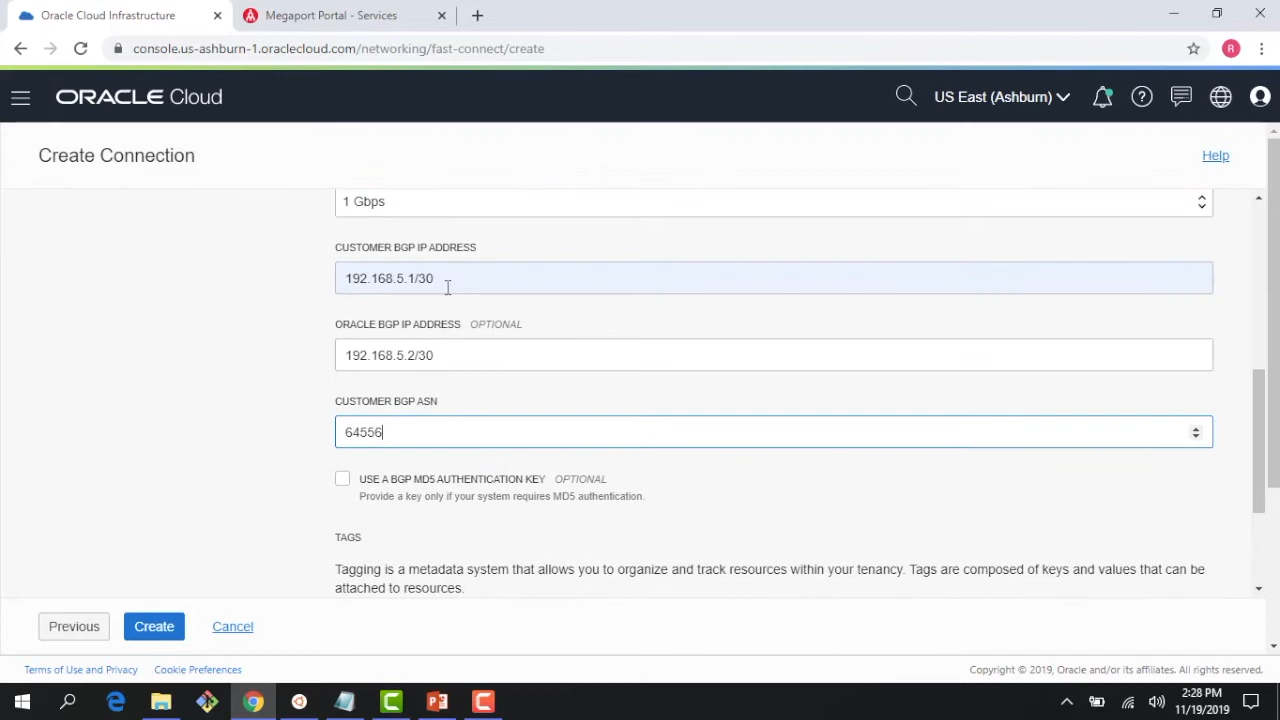 Oracle Cloud Infrastructure
Megaport Portal - Services
console.us-ashburn-1.oraclecloud.com/networking/fast-connect/create
R
ORACLE Cloud
US East (Ashburn)
Create Connection
Help
1 Gbps
CUSTOMER BGP IP ADDRESS
192.168.5.1/30
ORACLE BGP IP ADDRESS OPTIONAL
192.168.5.2/30
CUSTOMER BGP ASN
64556
USE A BGP MD5 AUTHENTICATION KEY OPTIONAL
Provide a key only if your system requires MD5 authentication.
TAGS
Tagging is a metadata system that allows you to organize and track resources within your tenancy. Tags are composed of keys and values that can be
attached to resources.
Previous
Create
Cancel
Terms of Use and Privacy
Cookie Preferences
Copyright © 2019, Oracle and/or its affiliates. All rights reserved.
2:28 PM
11/19/2019